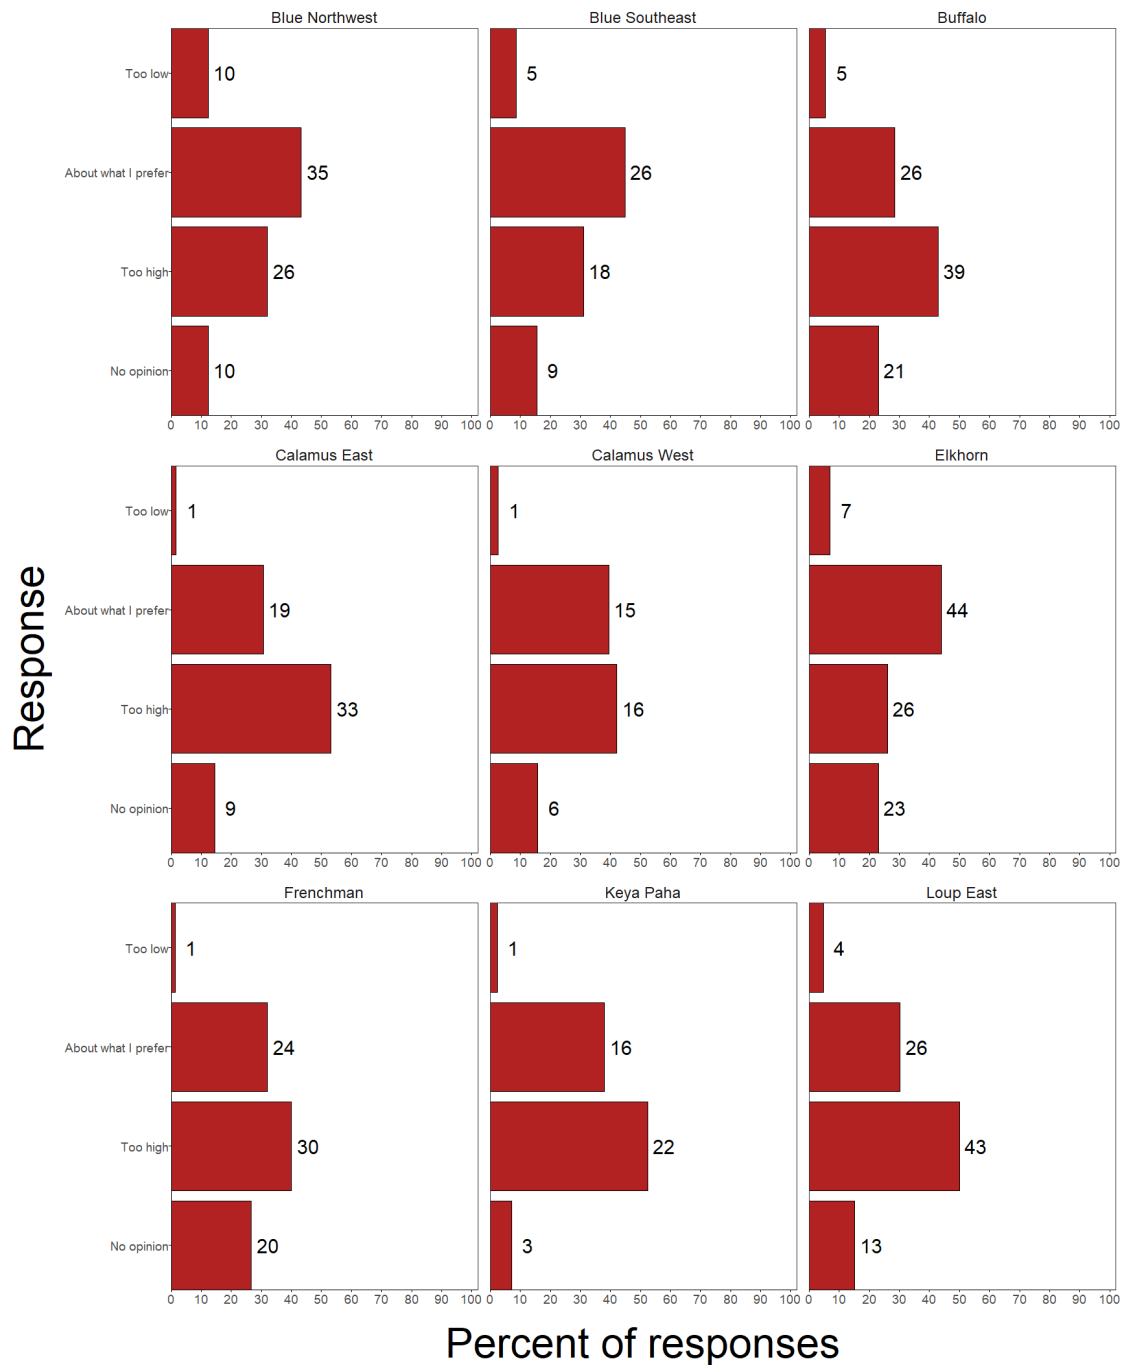 Blue Northwest Blue Southeast Buffalo
Too low 10 5 5
About what I prefer 35 26 26
Too high 26 18 39
No opinion 10 9 21
0 10 20 30 40 50 60 70 80 90 100 0 10 20 30 40 50 60 70 80 90 100 0 10 20 30 40 50 60 70 80 90 100
Calamus East Calamus West Elkhorn
Too low 1 1 7
About what I prefer 19 15 44
Too high 33 16 26
No opinion 9 6 23
0 10 20 30 40 50 60 70 80 90 100 0 10 20 30 40 50 60 70 80 90 100 0 10 20 30 40 50 60 70 80 90 100
Frenchman Keya Paha Loup East
Too low 1 1 4
About what I prefer 24 16 26
Too high 30 22 43
No opinion 20 3 13
0 10 20 30 40 50 60 70 80 90 100 0 10 20 30 40 50 60 70 80 90 100 0 10 20 30 40 50 60 70 80 90 100
Response
Percent of responses